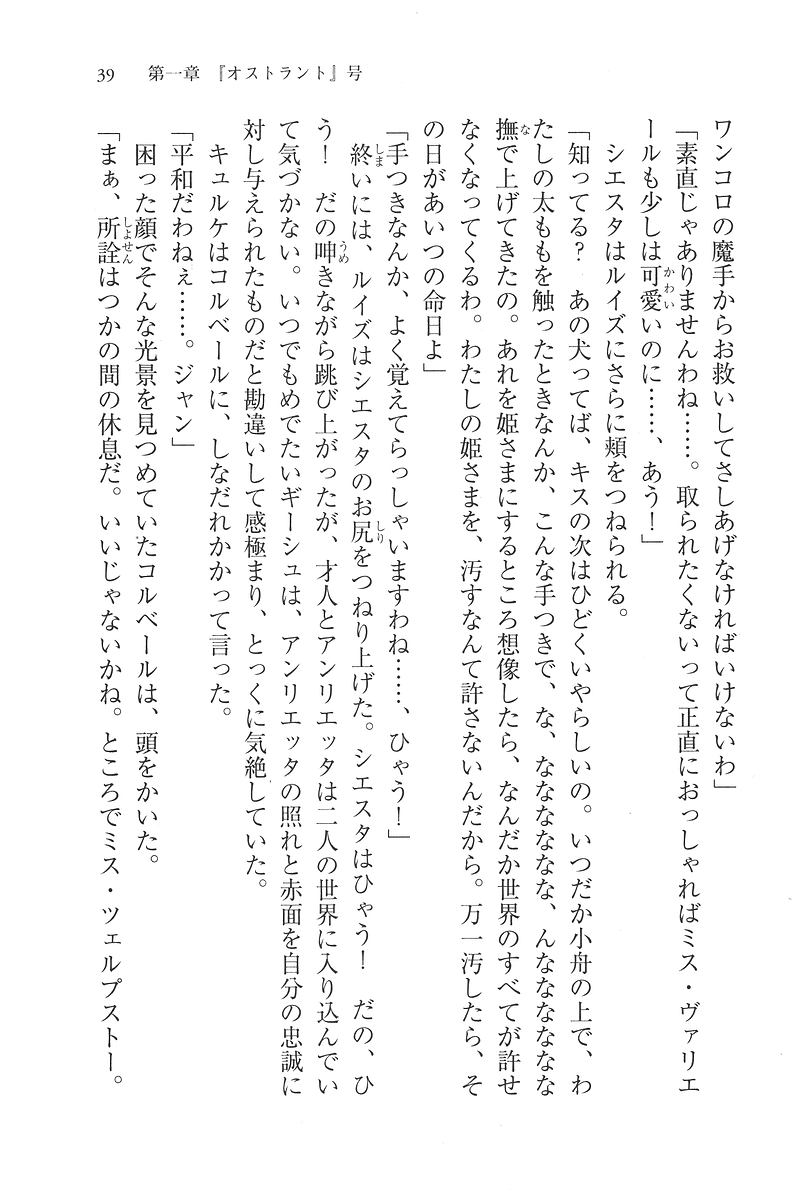 39　第一章　『オストラント』号
ワンコロの魔手からお救いしてさしあげなければいけないわ」
「素直じゃありませんわね……。取られたくないって正直におっしゃればミス・ヴァリエ
ールも少しは可愛いのに……、あう！」
　シエスタはルイズにさらに頬をつねられる。
「知ってる？　あの犬ってば、キスの次はひどくいやらしいの。いつだか小舟の上で、わ
たしの太ももを触ったときなんか、こんな手つきで、な、なななななな、んなななななな
撫で上げてきたの。あれを姫さまにするところ想像したら、なんだか世界のすべてが許せ
なくなってくるわ。わたしの姫さまを、汚すなんて許さないんだから。万一汚したら、そ
の日があいつの命日よ」
「手つきなんか、よく覚えてらっしゃいますわね……、ひゃう！」
　終いには、ルイズはシエスタのお尻をつねり上げた。シエスタはひゃう！　だの、ひ
う！　だの呻きながら跳び上がったが、才人とアンリエッタは二人の世界に入り込んでい
て気づかない。いつでもめでたいギーシュは、アンリエッタの照れと赤面を自分の忠誠に
対し与えられたものだと勘違いして感極まり、とっくに気絶していた。
　キュルケはコルベールに、しなだれかかって言った。
「平和だわねぇ……。ジャン」
　困った顔でそんな光景を見つめていたコルベールは、頭をかいた。
「まぁ、所詮はつかの間の休息だ。いいじゃないかね。ところでミス・ツェルプストー。